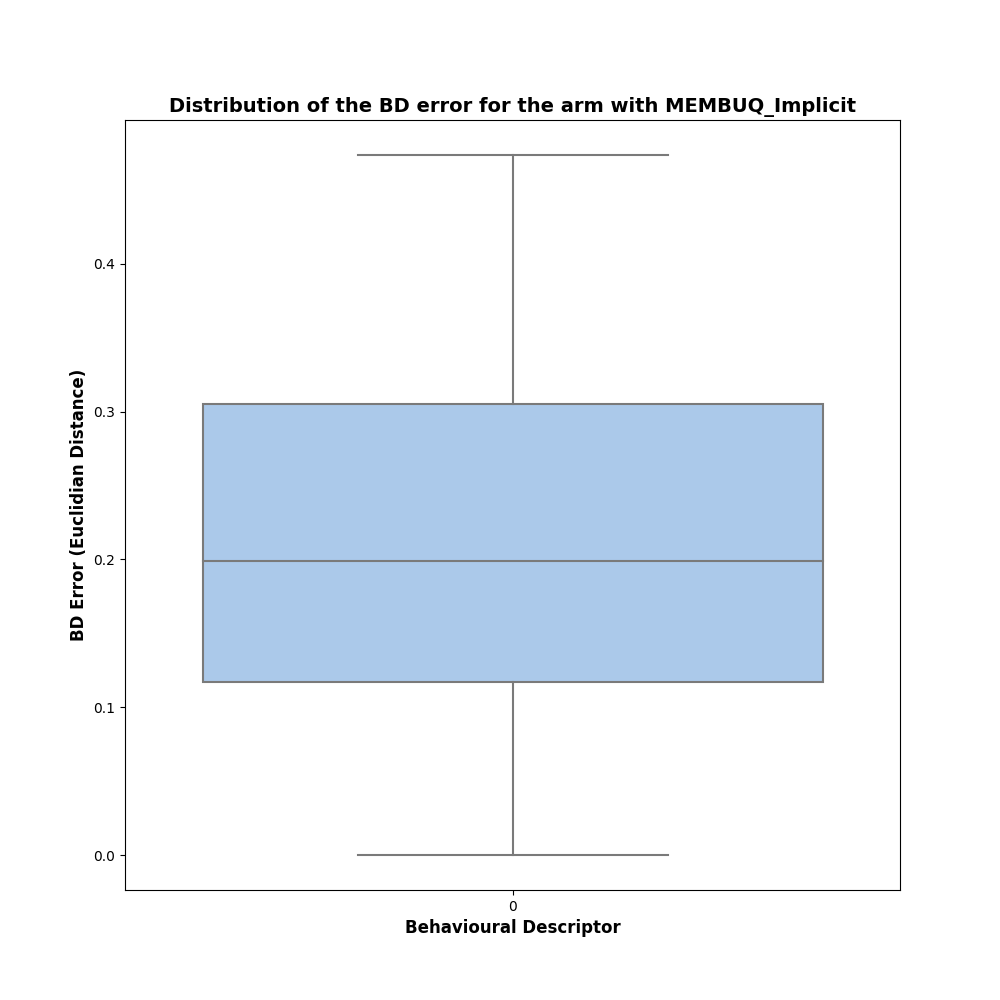 Distribution of the BD error for the arm with MEMBUQ_Implicit
BD Error (Euclidian Distance)
0.4
0.3
0.2
0.1
0.0
0
Behavioural Descriptor